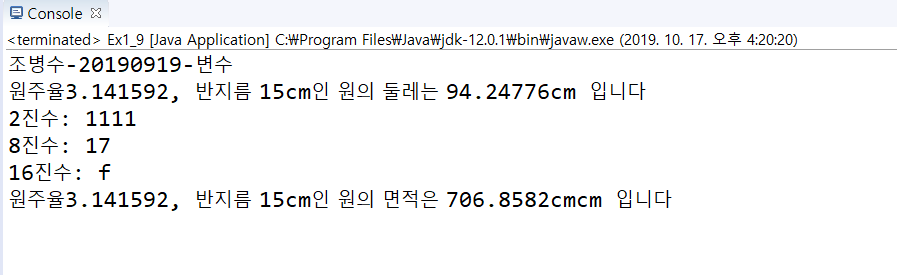 Console
<terminated> Ex1_9 [Java Application] C:₩Program Files₩Java₩jdk-12.0.1₩bin₩javaw.exe (2019. 10. 17. 오후 4:20:20)
조병수-20190919-변수
원주율3.141592, 반지름 15cm인 원의 둘레는 94.24776cm 입니다
2진수: 1111
8진수: 17
16진수: f
원주율3.141592, 반지름 15cm인 원의 면적은 706.8582cmcm 입니다